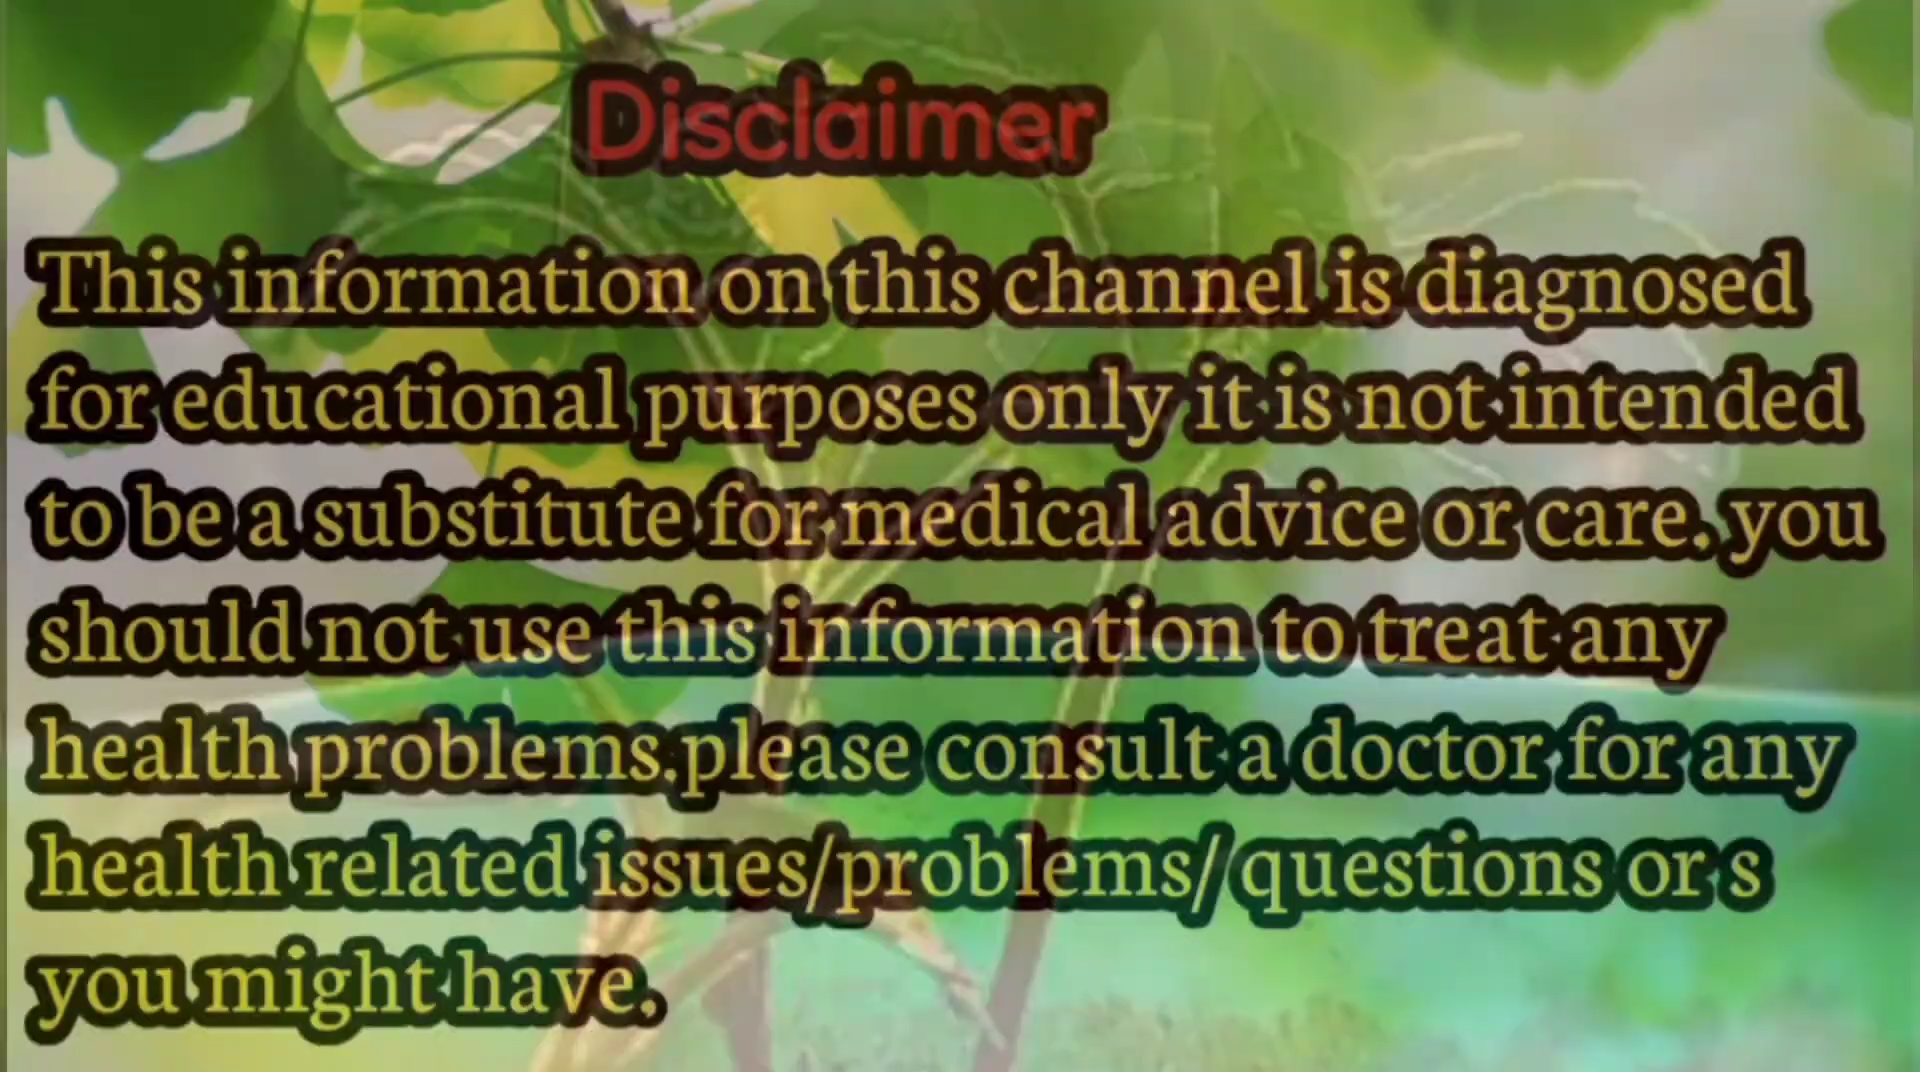 Disclaimer
This information on this channel is diagnosed
for educational purposes only it is not intended
to be a substitute for medical advice or care. you
should not use this information to treat any
health problems.please consult a doctor for any
health related issues/problems/ questions or s
you might have.